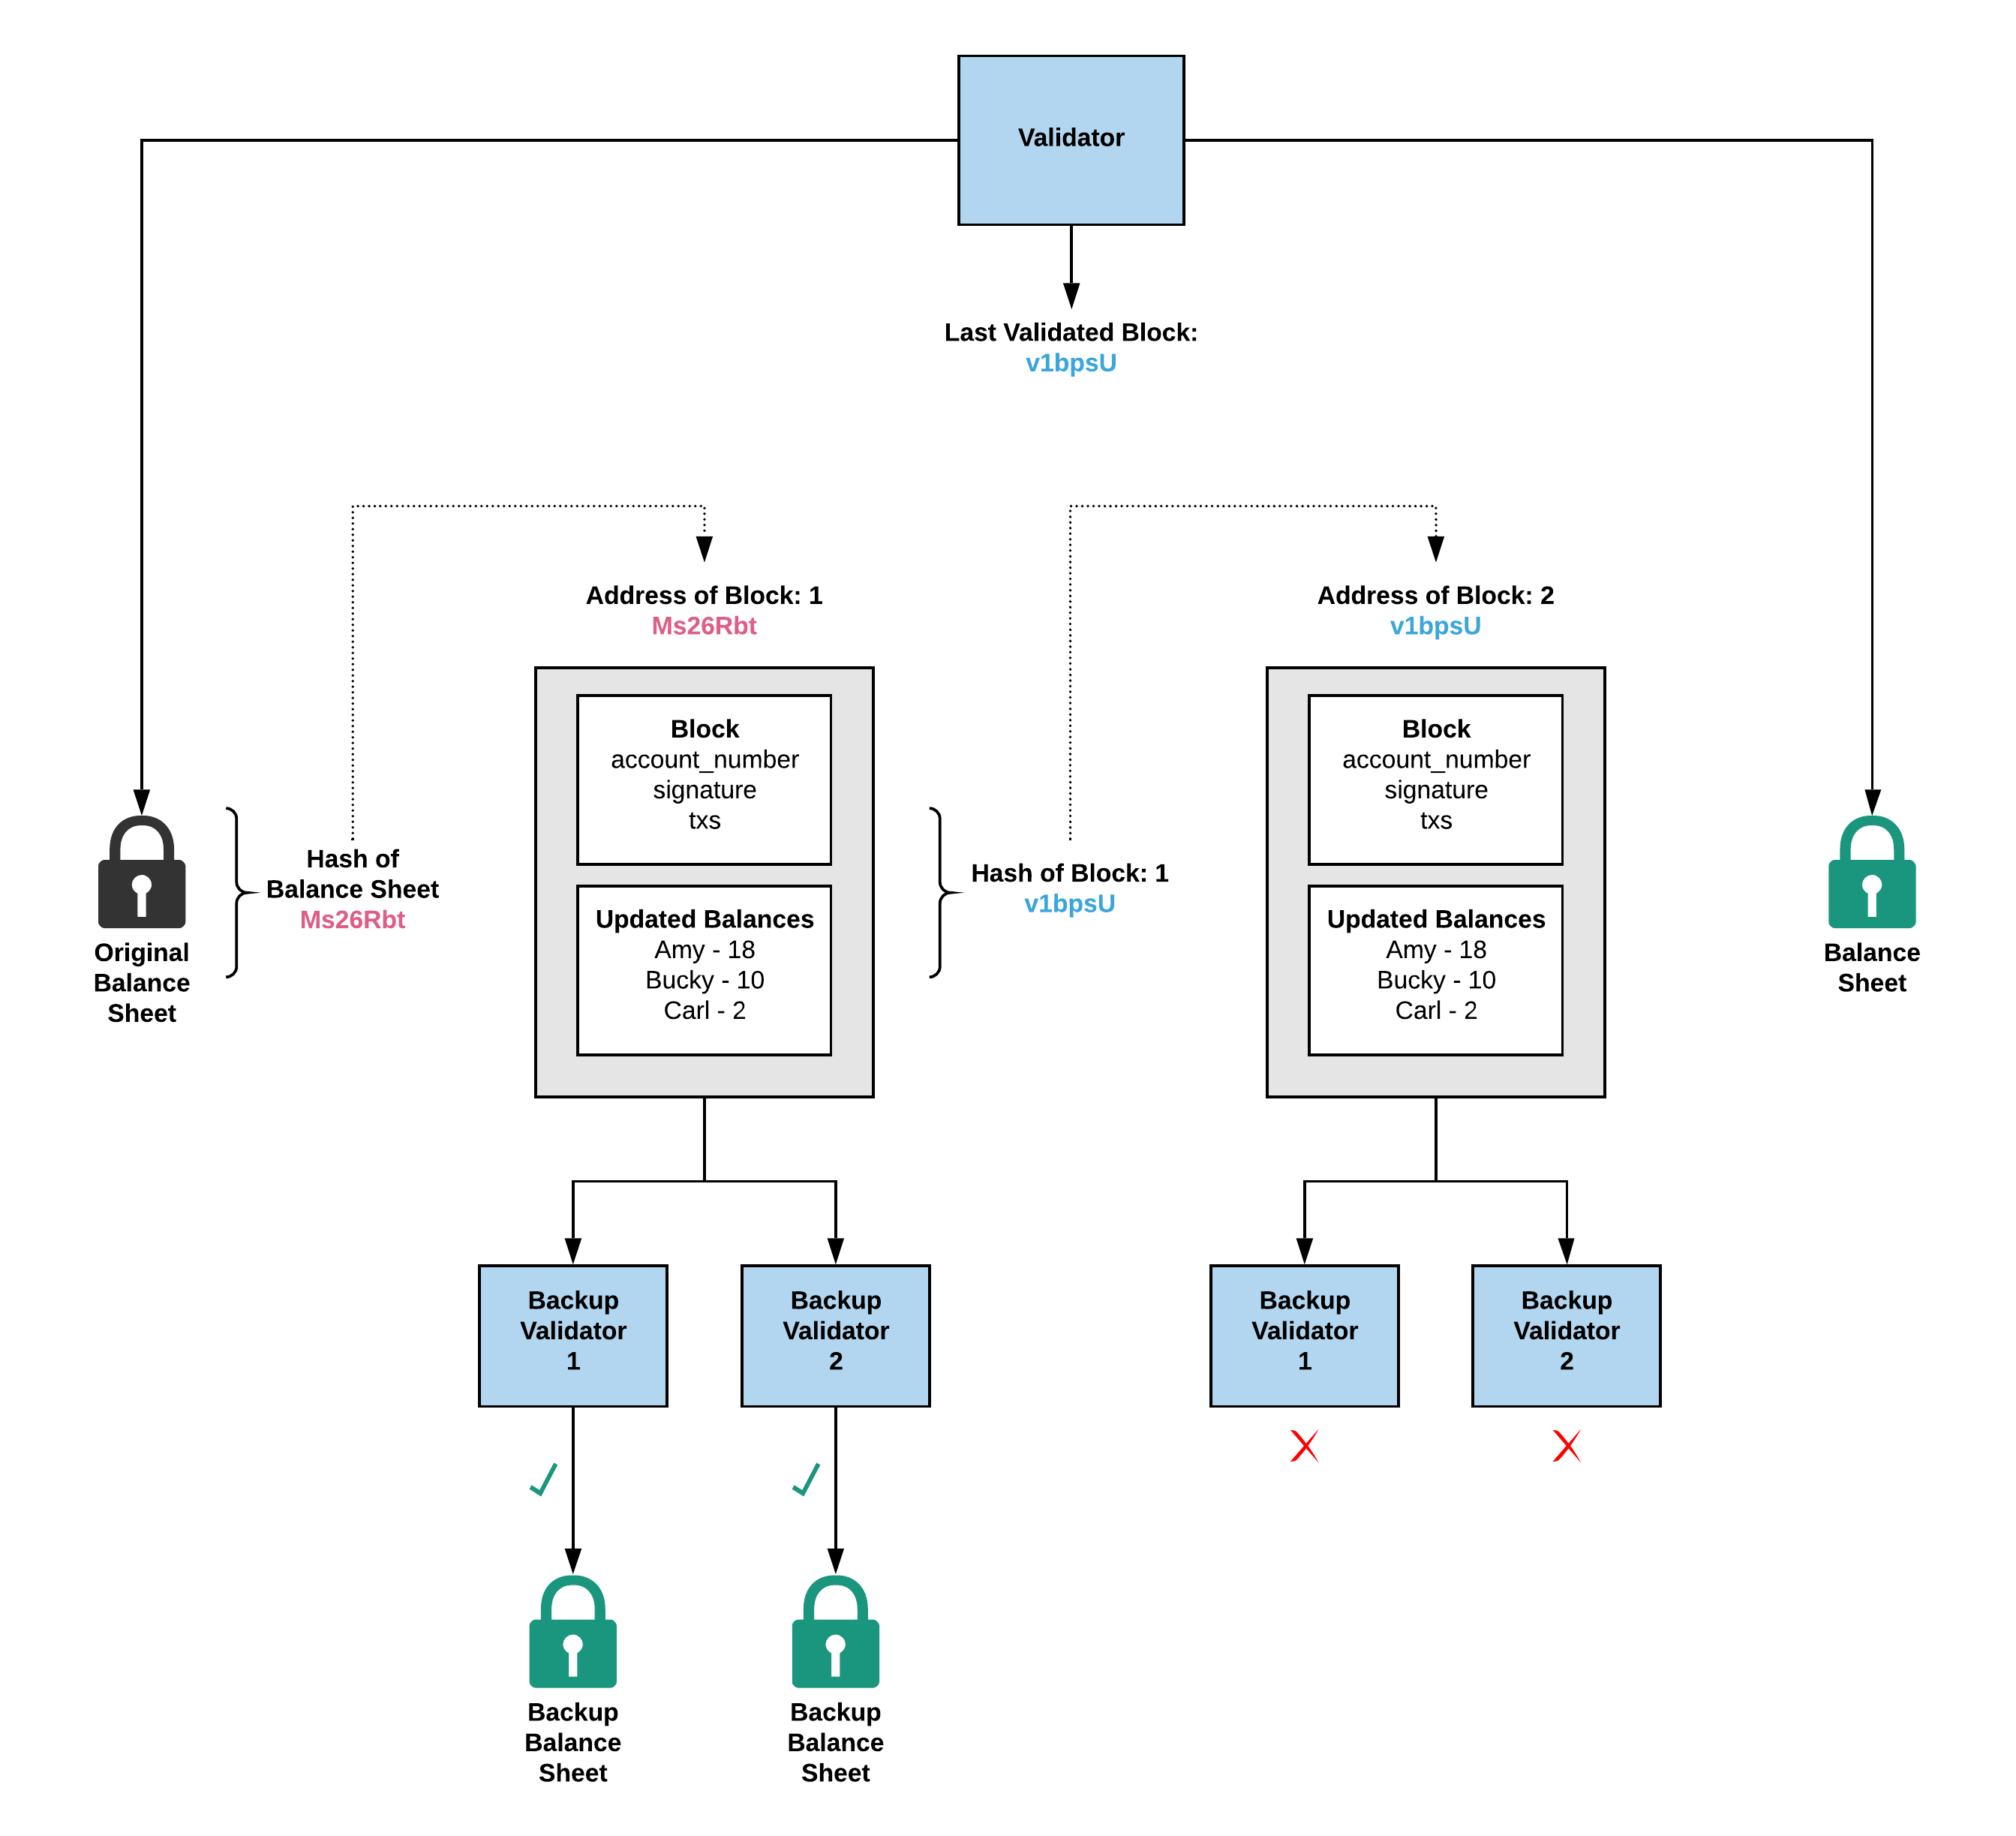 Validator
Last Validated Block:
v1bpsU
Address of Block: 1
Ms26Rbt
Address of Block: 2
v1bpsU
Block
account_number
signature
txs
Block
account_number
signature
txs
Hash of
Balance Sheet
Ms26Rbt
Hash of Block: 1
v1bpsU
Original
Balance
Sheet
Updated Balances
Amy - 18
Bucky - 10
Carl - 2
Updated Balances
Amy - 18
Bucky - 10
Carl - 2
Balance
Sheet
Backup
Validator
1
Backup
Validator
2
Backup
Validator
1
Backup
Validator
2
Backup
Balance
Sheet
Backup
Balance
Sheet